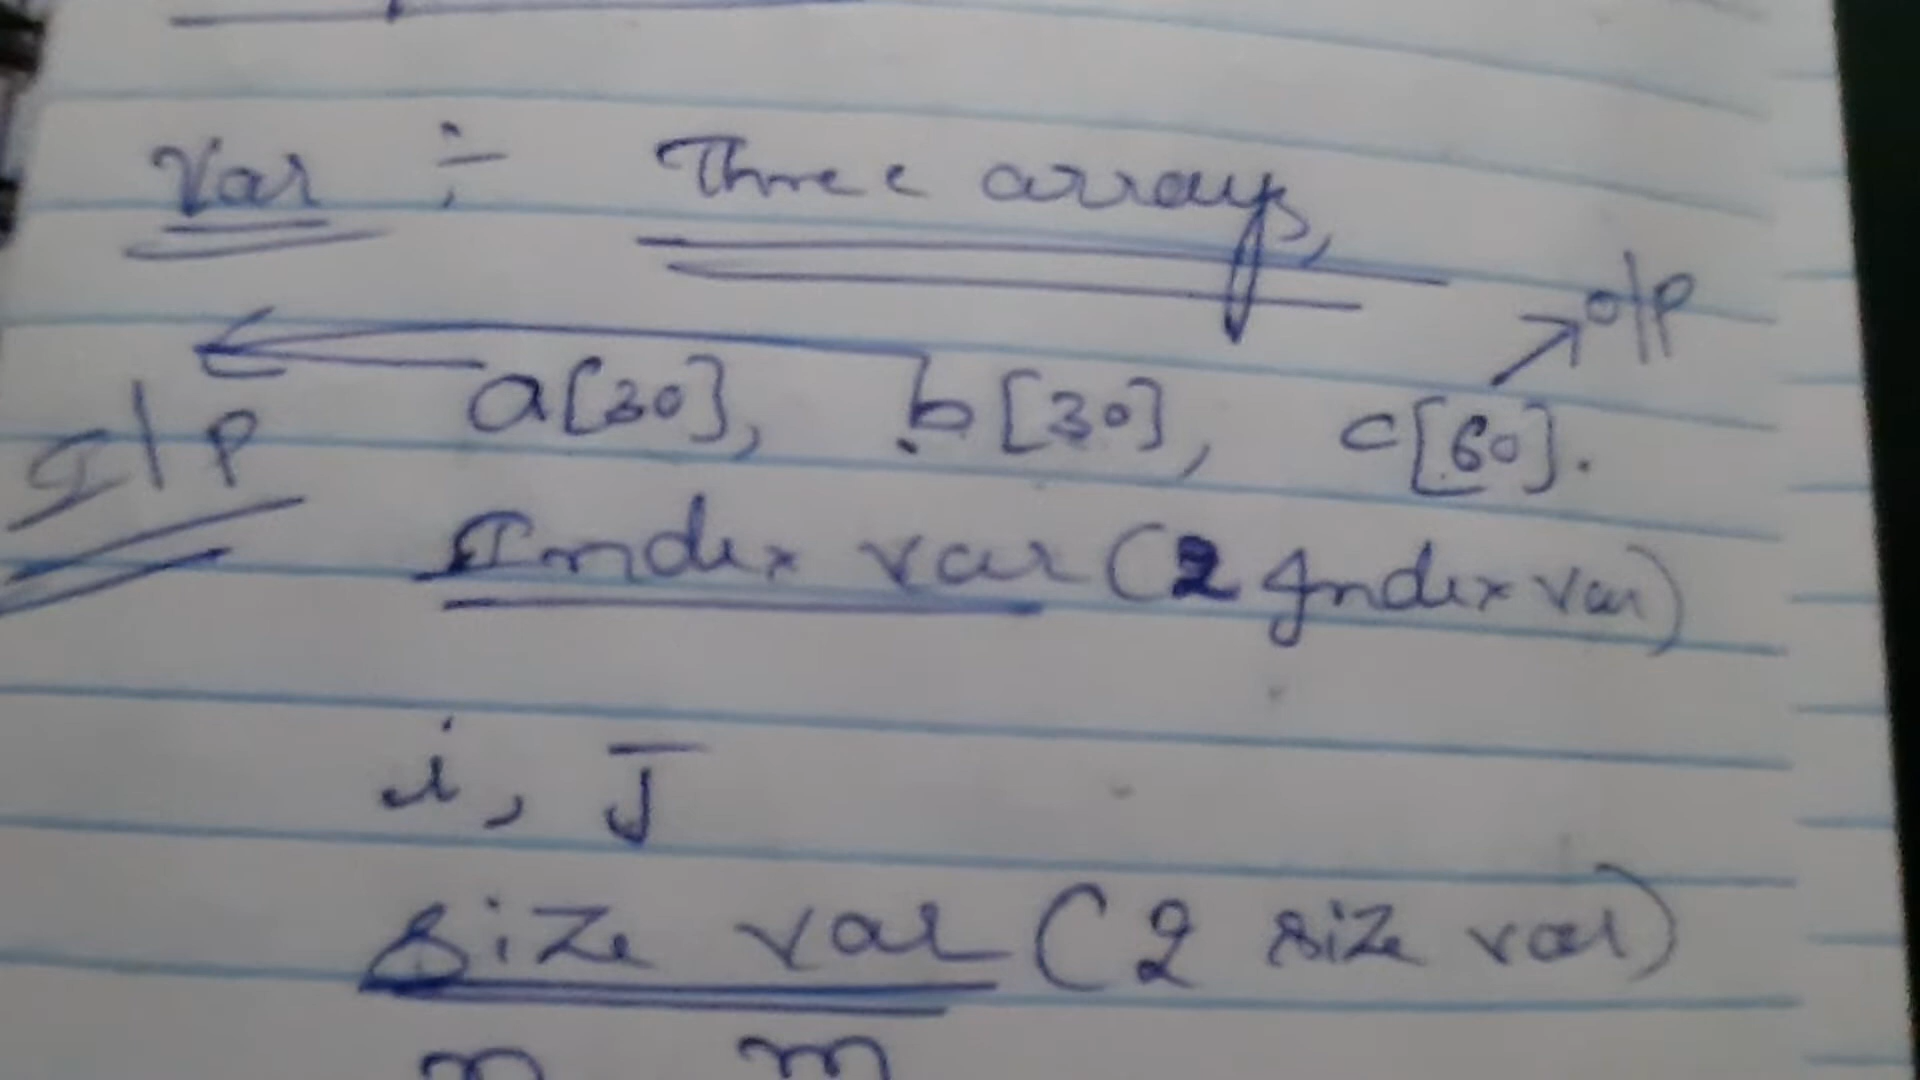 Var :- Three arrays,
o/p
a[30], b[30], c[60].
I/P
Index var (2 Index var)
i, J
size var (2 size var)
n m